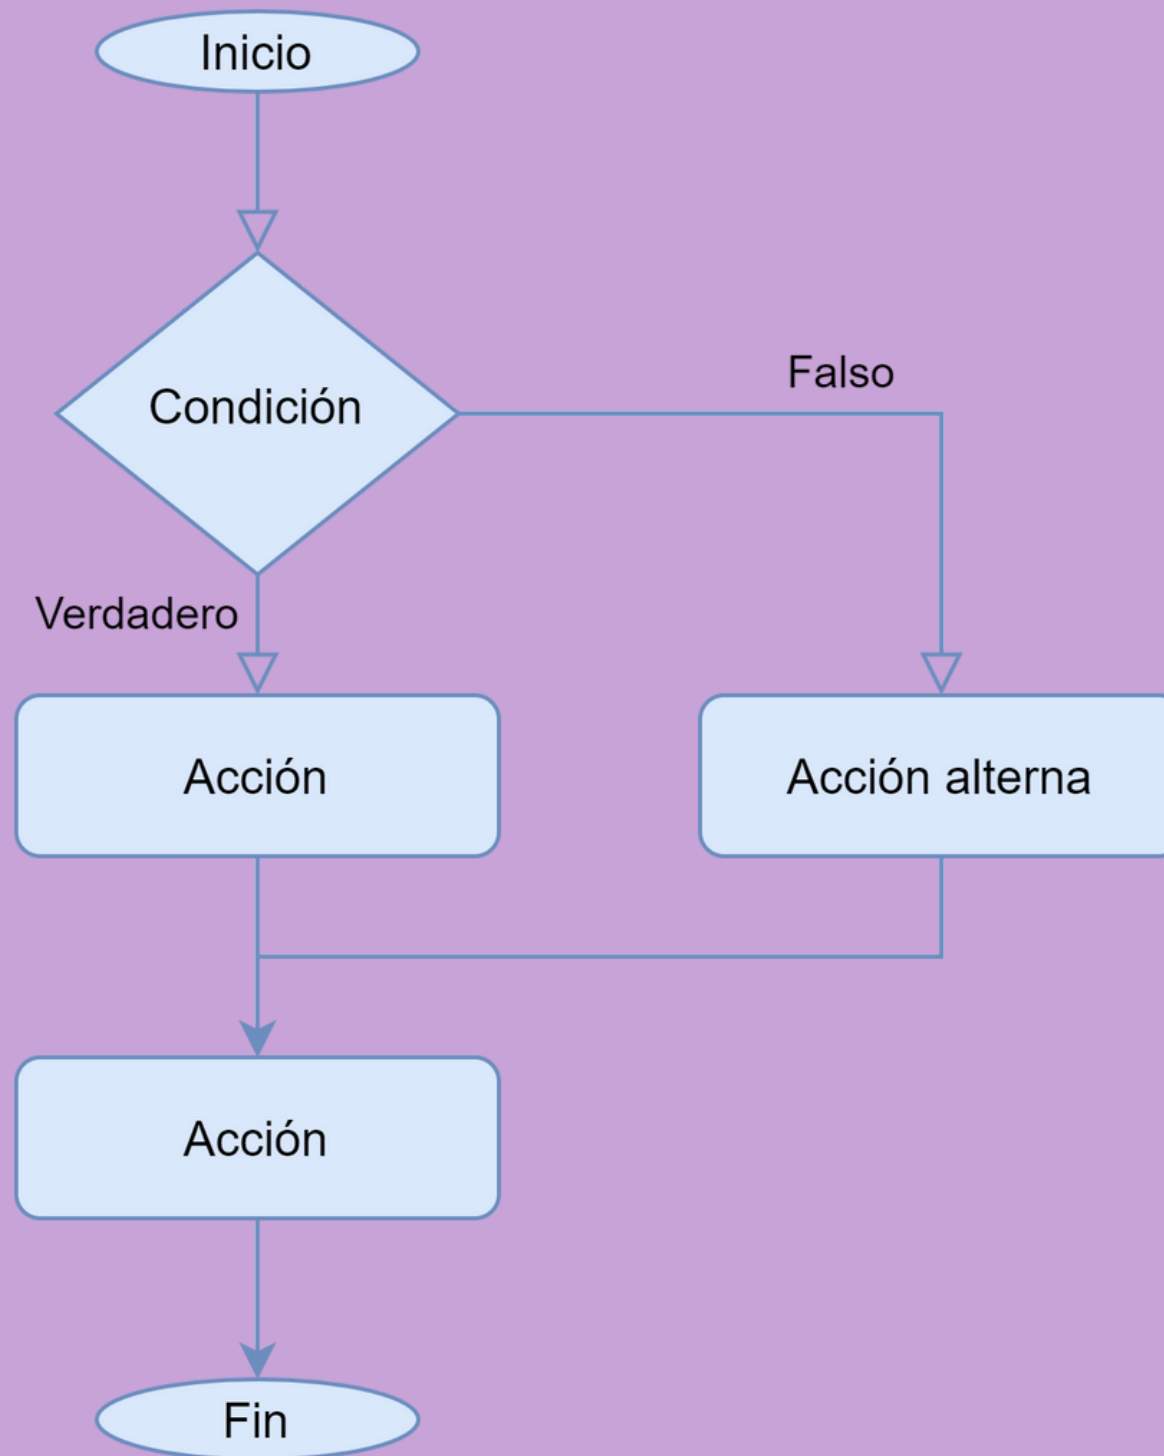 Inicio
Condición
Falso
Verdadero
Acción
Acción alterna
Acción
Fin